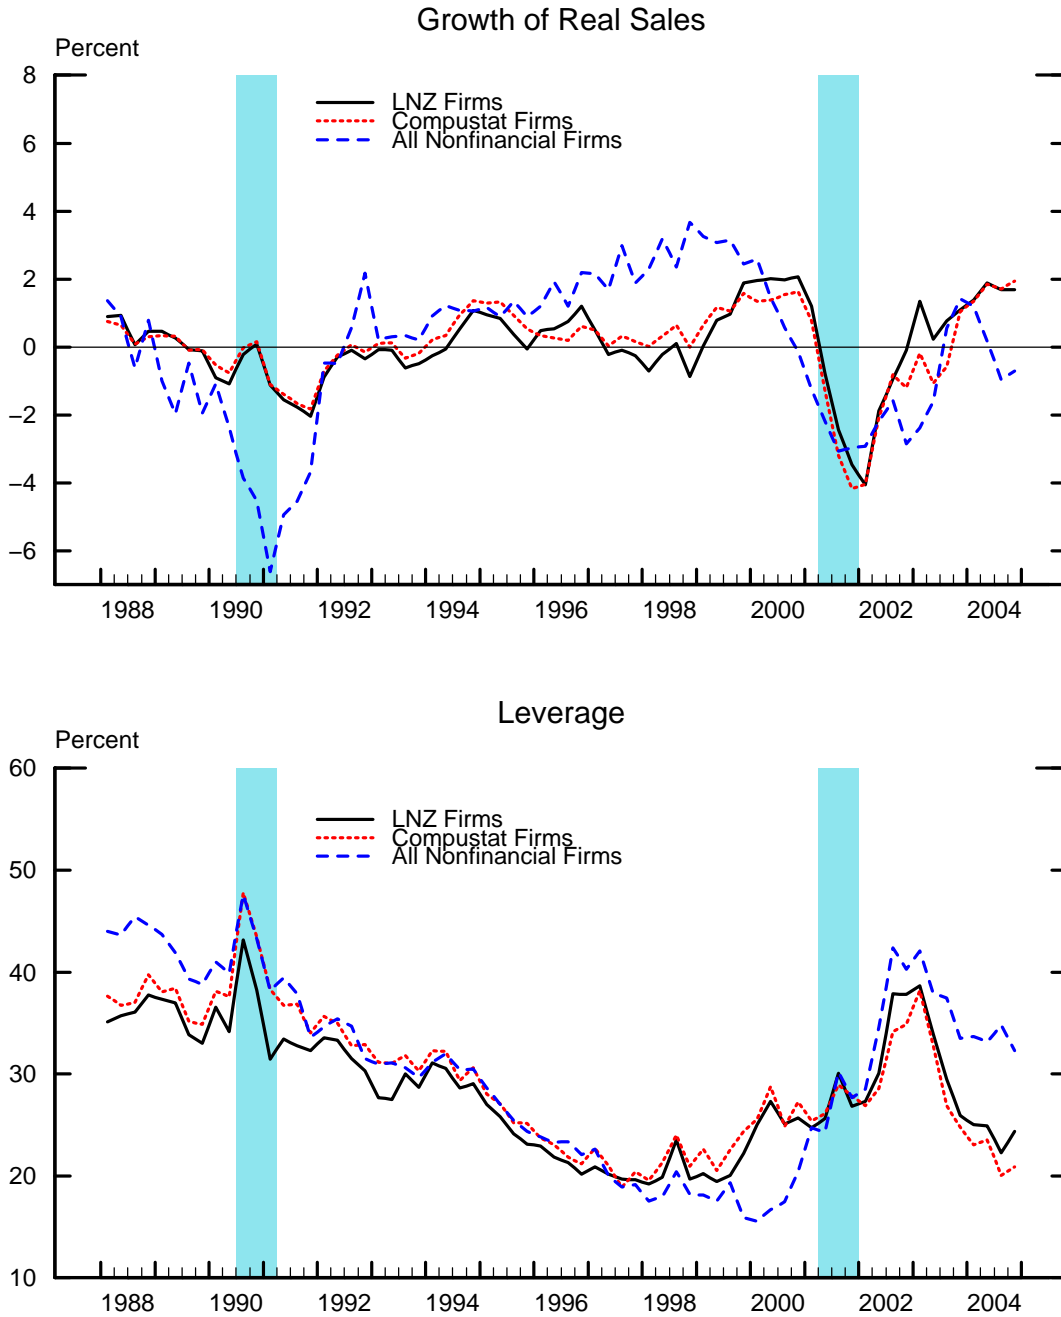 Growth of Real Sales
Percent
8
6
4
2
0
−2
−4
−6
LNZ Firms
Compustat Firms
All Nonfinancial Firms
1988 1990 1992 1994 1996 1998 2000 2002 2004
Leverage
Percent
60
50
40
30
20
10
LNZ Firms
Compustat Firms
All Nonfinancial Firms
1988 1990 1992 1994 1996 1998 2000 2002 2004